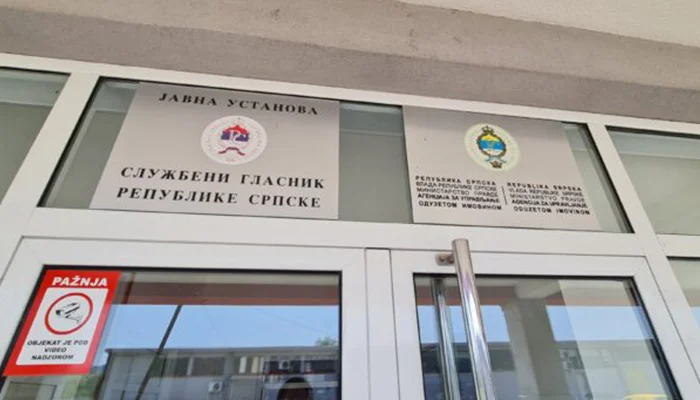 ЈАВНА УСТАНОВА
СЛУЖБЕНИ ГЛАСНИК
РЕПУБЛИКЕ СРПСКЕ
РЕПУБЛИКА СРПСКА
ВЛАДА РЕПУБЛИКЕ СРПСКЕ
МИНИСТАРСТВО ПРАВДЕ
АГЕНЦИЈА ЗА УПРАВЉАЊЕ
ОДУЗЕТОМ ИМОВИНОМ
REPUBLIKA SRPSKA
VLADA REPUBLIKE SRPSKE
MINISTARSTVO PRAVDE
AGENCIJA ZA UPRAVLJANJE
ODUZETOM IMOVINOM
PAŽNJA
OBJEKAT JE POD
VIDEO
NADZOROM